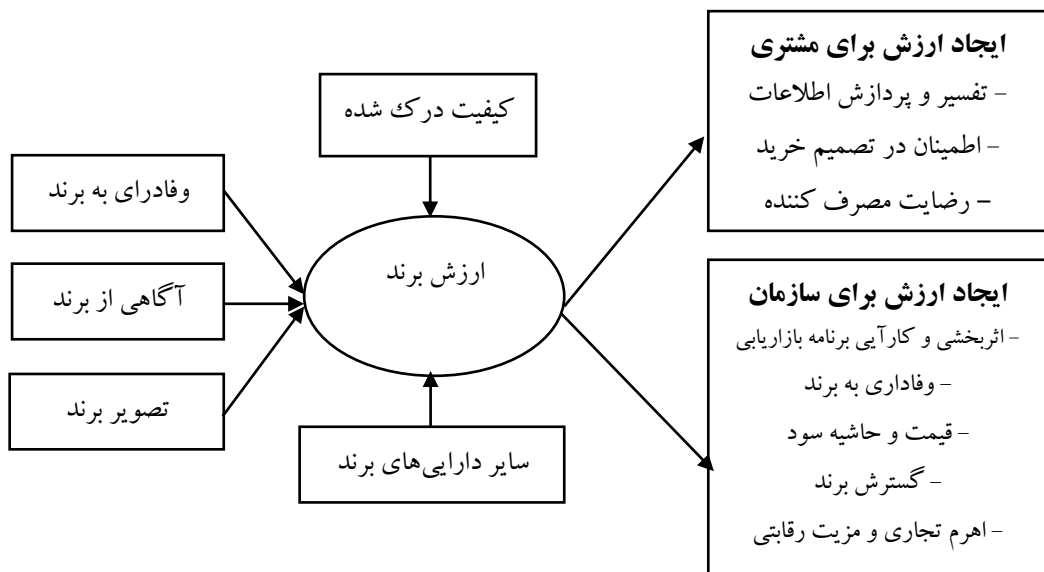 ایجاد ارزش برای مشتری
– تفسیر و پردازش اطلاعات
– اطمینان در تصمیم خرید
– رضایت مصرف کننده
کیفیت درک شده
وفادرای به برند
ارزش برند
آگاهی از برند
ایجاد ارزش برای سازمان
– اثربخشی و کارآیی برنامه بازاریابی
– وفاداری به برند
– قیمت و حاشیه سود
– گسترش برند
– اهرم تجاری و مزیت رقابتی
تصویر برند
سایر دارایی‌های برند